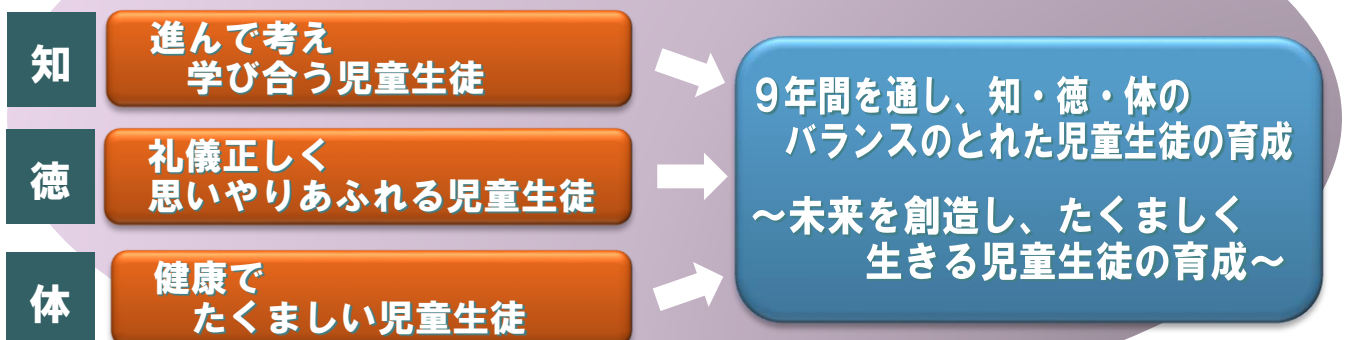 知
進んで考え
学び合う児童生徒
徳
礼儀正しく
思いやりあふれる児童生徒
体
健康で
たくましい児童生徒
９年間を通し、知・徳・体の
バランスのとれた児童生徒の育成
～未来を創造し、たくましく
生きる児童生徒の育成～